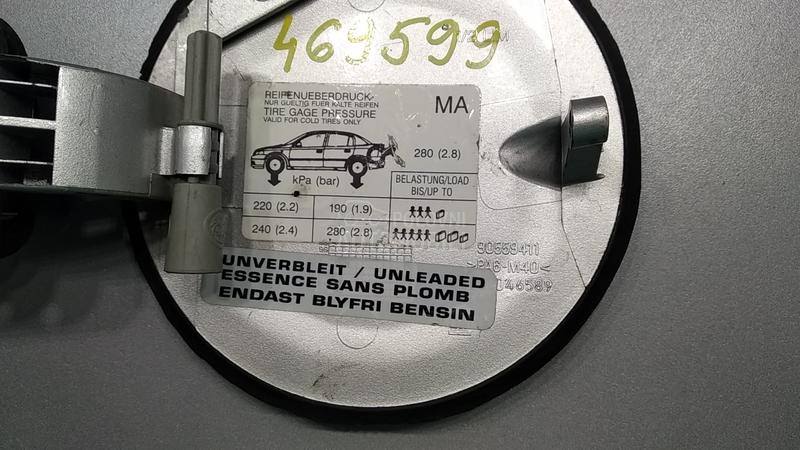 469599
REIFENUEBERDRUCK-
NUR GUELTIG FUER KALTE REIFEN
TIRE GAGE PRESSURE
VALID FOR COLD TIRES ONLY
MA
280 (2.8)
kPa (bar)
BELASTUNG/LOAD
BIS/UP TO
220 (2.2) 190 (1.9)
240 (2.4) 280 (2.8)
90559411
>PA6-M40<
UNVERBLEIT / UNLEADED
ESSENCE SANS PLOMB
ENDAST BLYFRI BENSIN